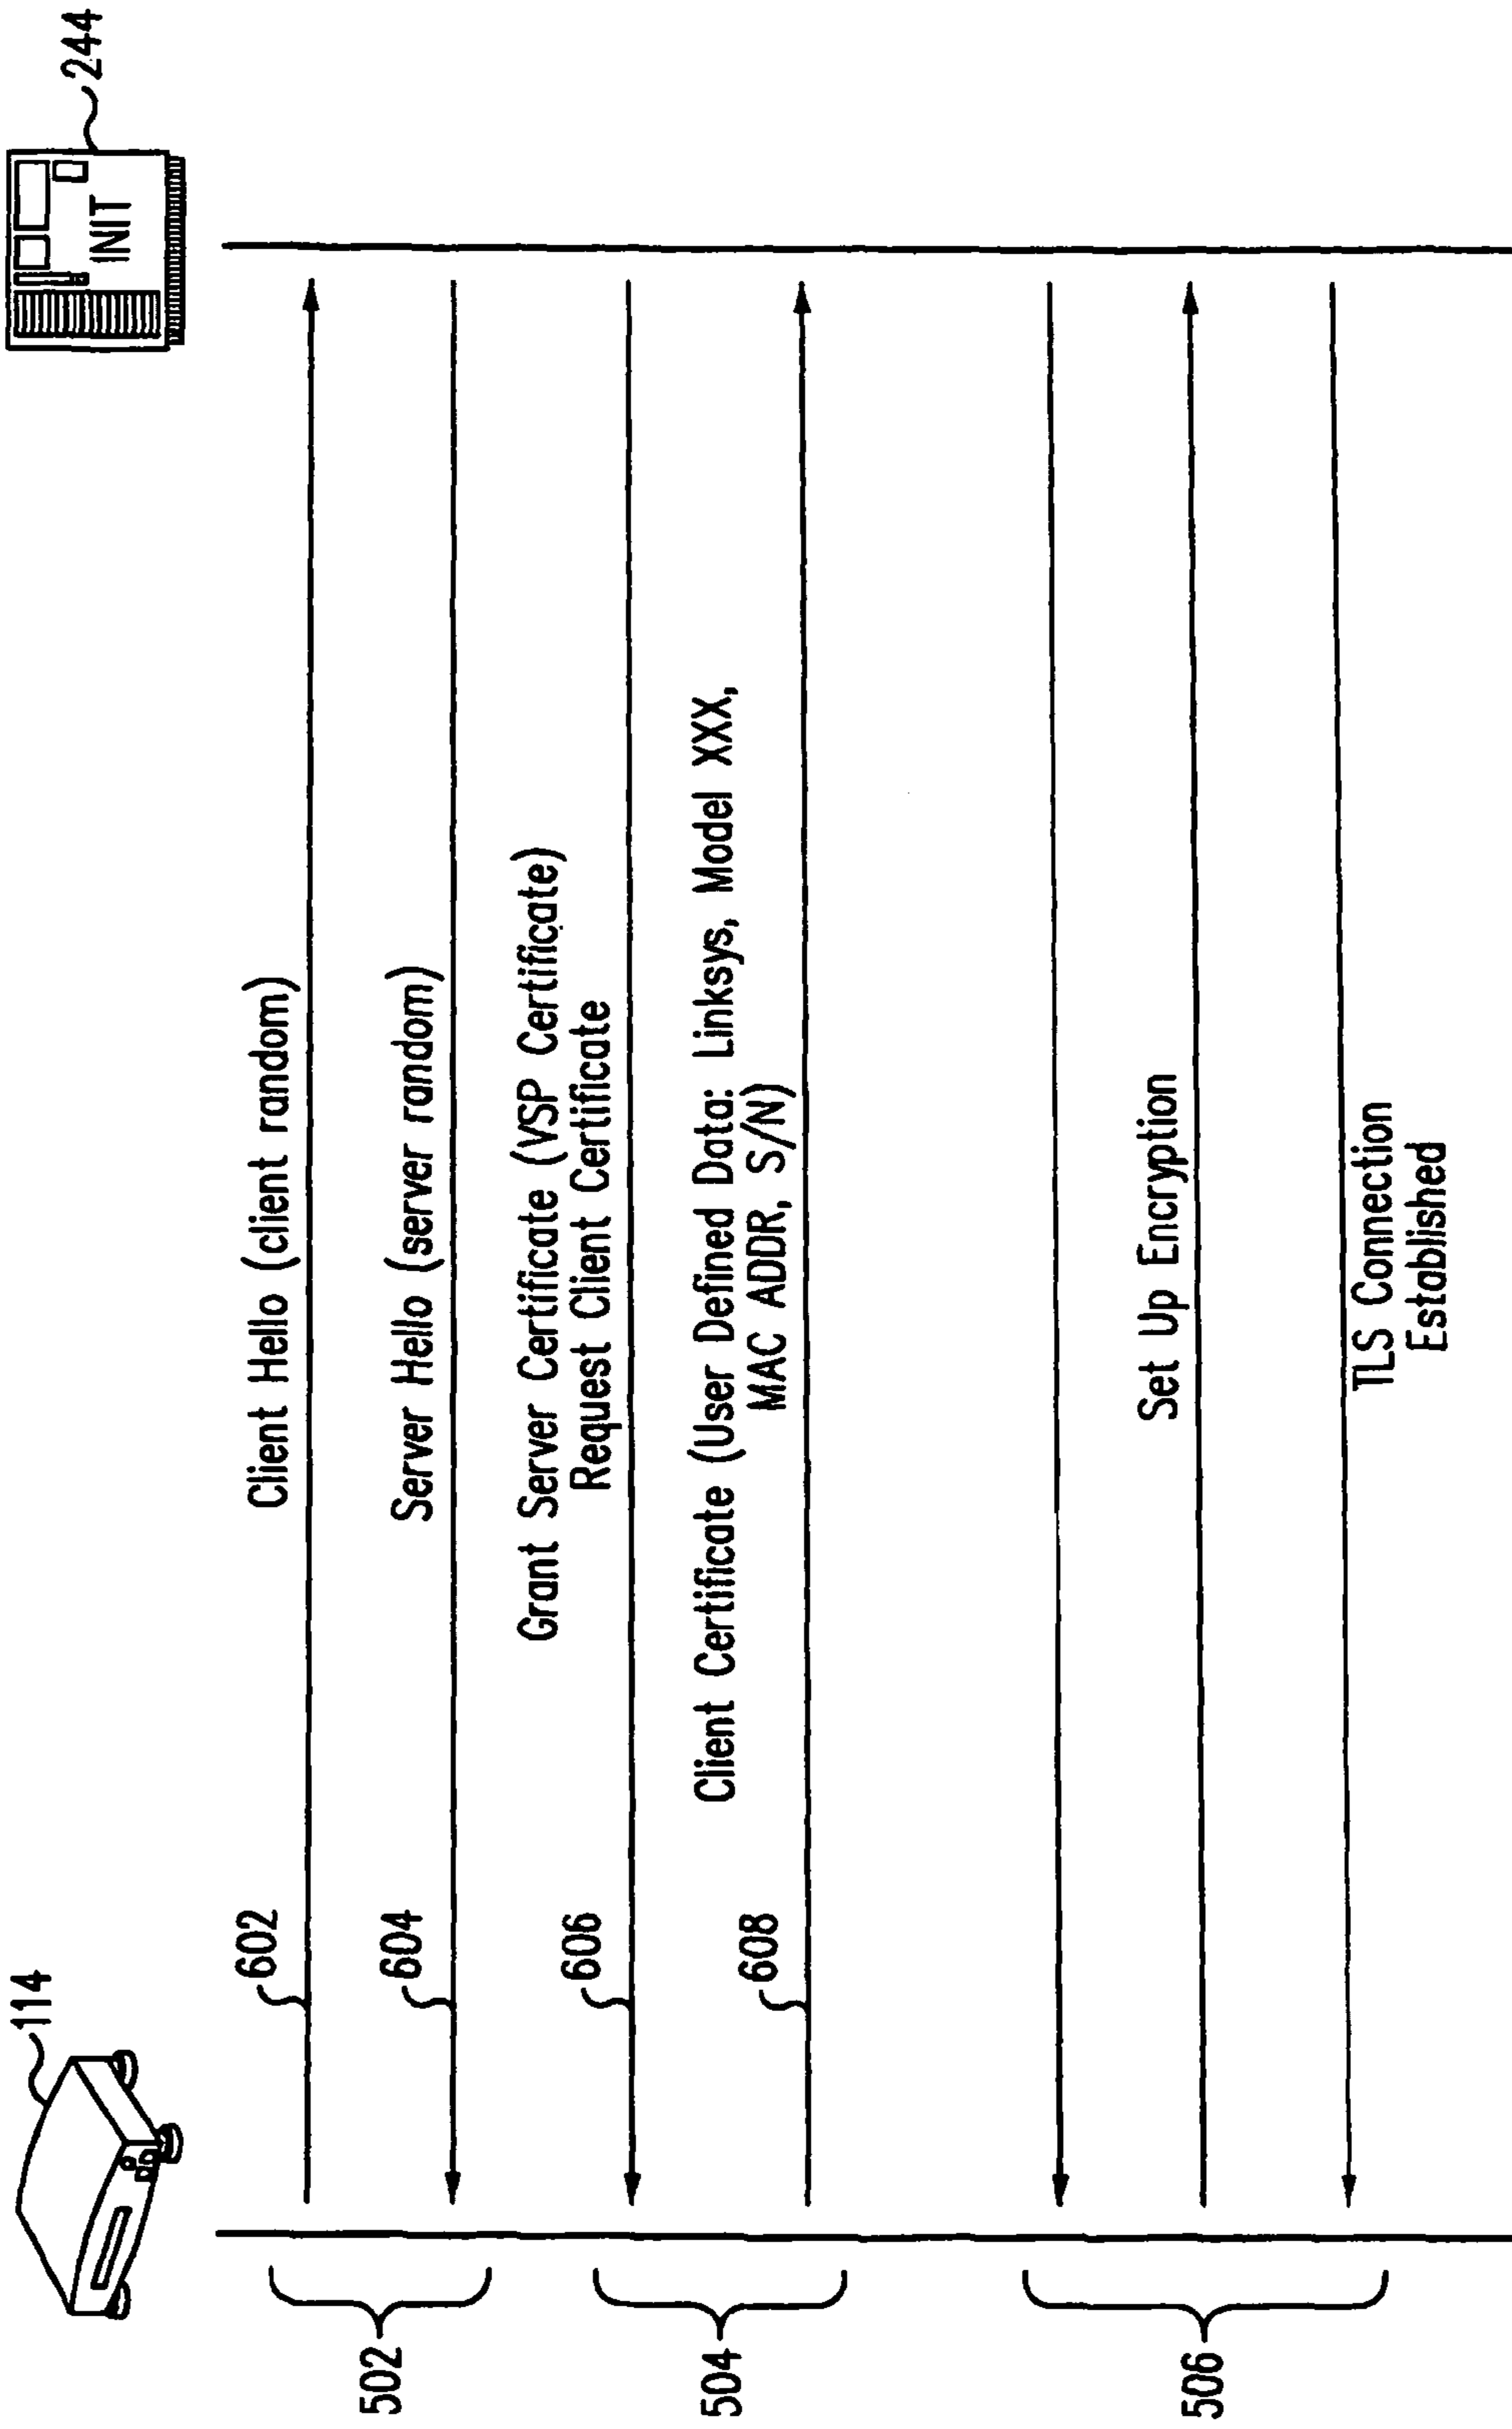 114
244
INIT
602
Client Hello (client random)
604
Server Hello (server random)
502
606
Grant Server Certificate (VSP Certificate)
Request Client Certificate
608
Client Certificate (User Defined Data: Linksys, Model XXX,
MAC ADDR, S/N)
504
Set Up Encryption
506
TLS Connection
Established